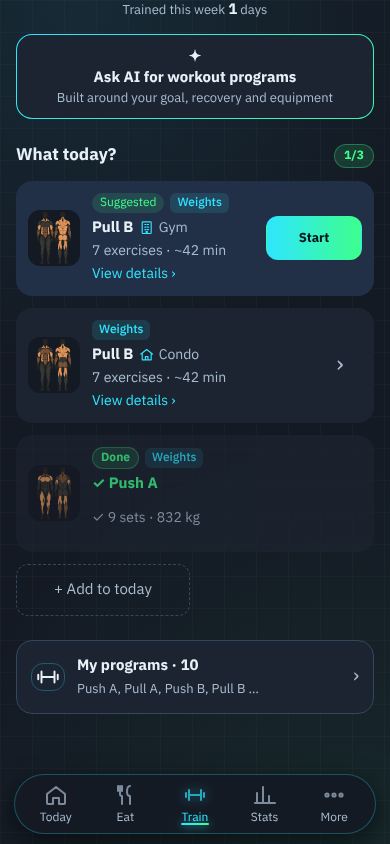 Trained this week 1 days
Ask AI for workout programs
Built around your goal, recovery and equipment
What today?
1/3
Suggested
Weights
Pull B
Gym
7 exercises · ~42 min
View details ›
Start
Weights
Pull B
Condo
7 exercises · ~42 min
View details ›
Done
Weights
✓ Push A
✓ 9 sets · 832 kg
+ Add to today
My programs · 10
Push A, Pull A, Push B, Pull B ...
Today
Eat
Train
Stats
More